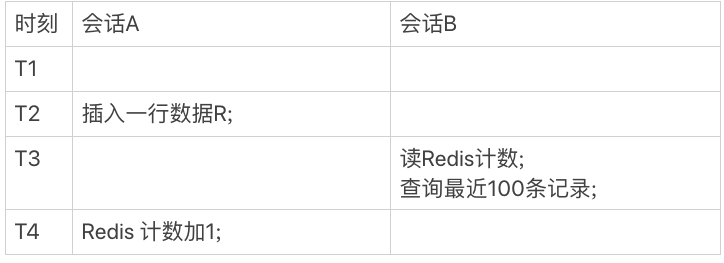 时刻 会话A 会话B
T1
T2 插入一行数据R;
T3 读Redis计数;
查询最近100条记录;
T4 Redis 计数加1;